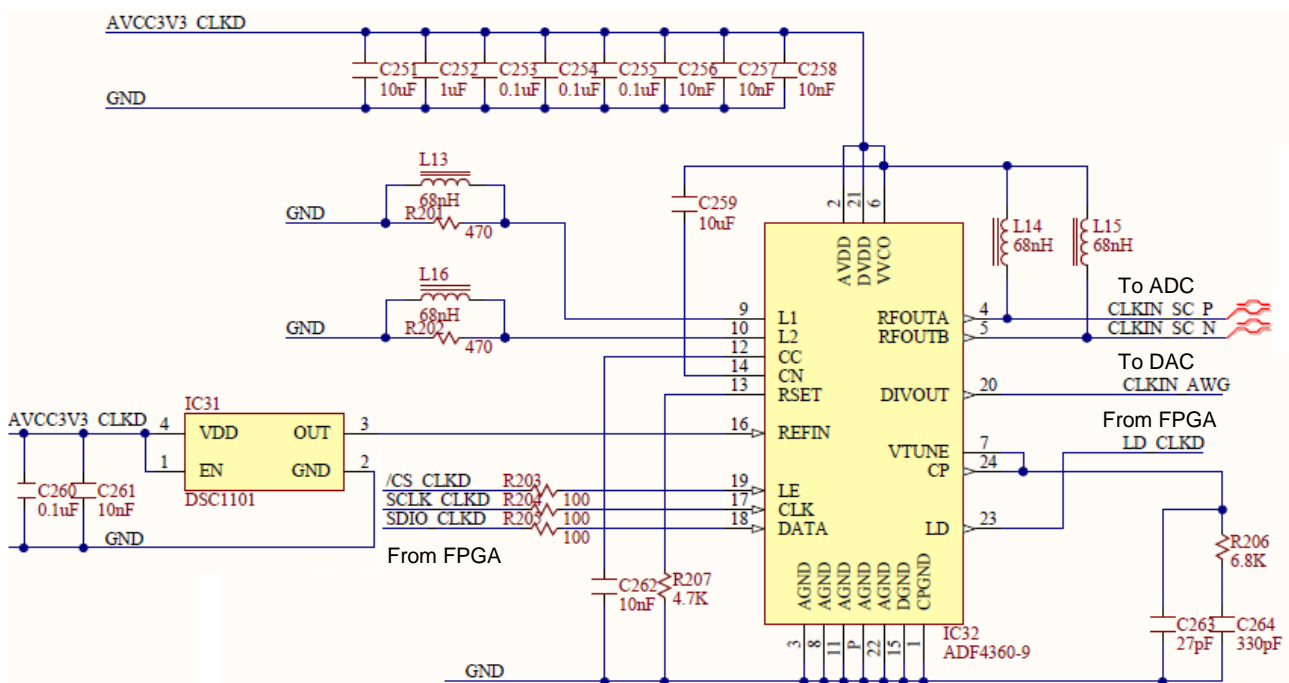 AVCC3V3_CLKD
C251
10uF
C252
1uF
C253
0.1uF
C254
0.1uF
C255
0.1uF
C256
10nF
C257
10nF
C258
10nF
GND
L13
68nH
GND
R201
470
L16
68nH
GND
R202
470
C259
10uF
2
21
6
AVDD
DVDD
VVCO
L14
68nH
L15
68nH
To ADC
9
L1
RFOUTA
4
CLKIN_SC_P
10
L2
RFOUTB
5
CLKIN_SC_N
12
CC
14
CN
To DAC
13
RSET
DIVOUT
20
CLKIN_AWG
IC31
AVCC3V3_CLKD
4
VDD
OUT
3
16
REFIN
From FPGA
VTUNE
7
LD_CLKD
1
EN
GND
2
CP
24
DSC1101
C260
0.1uF
C261
10nF
/CS_CLKD
R203
100
19
LE
SCLK_CLKD
R204
100
17
CLK
SDIO_CLKD
R205
100
18
DATA
LD
23
GND
From FPGA
R206
6.8K
C262
10nF
R207
4.7K
AGND
AGND
AGND
AGND
AGND
DGND
CPGND
3
8
11
P
22
15
1
IC32
ADF4360-9
C263
27pF
C264
330pF
GND